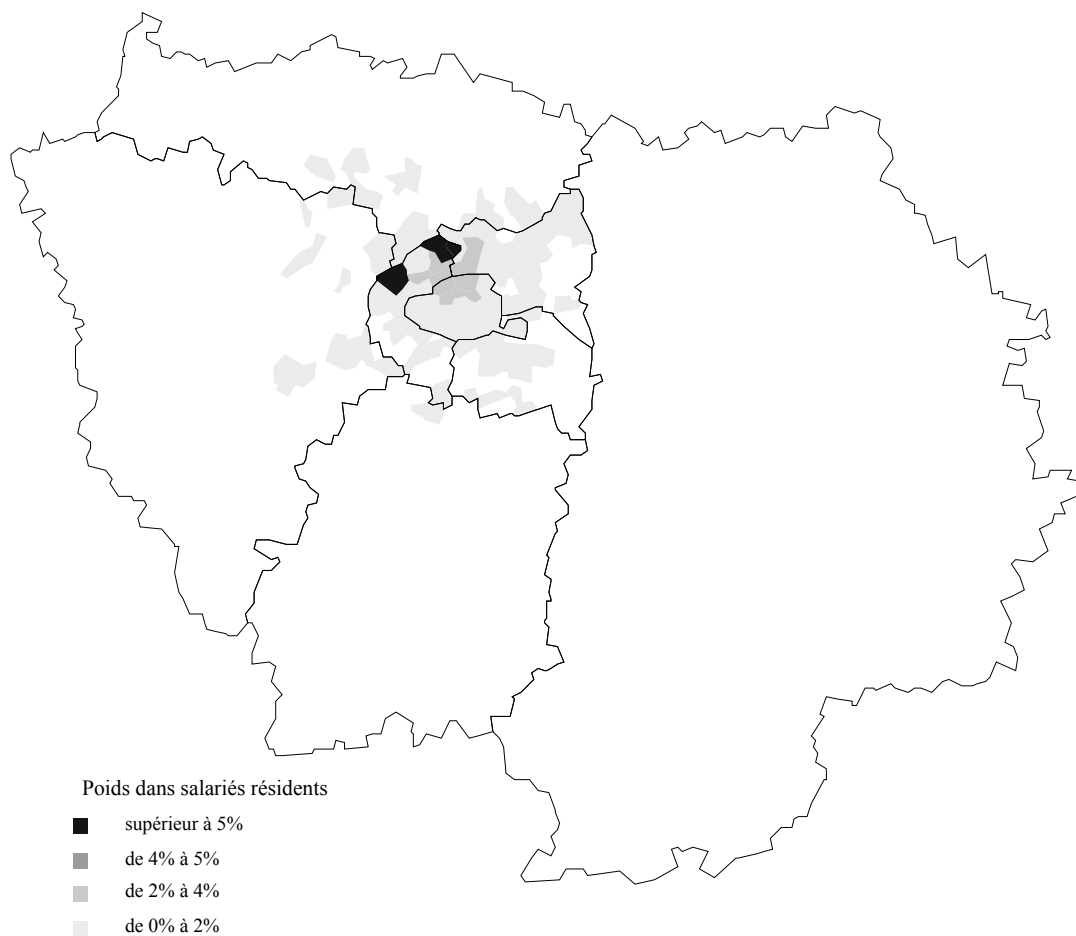 Poids dans salariés résidents
supérieur à 5%
de 4% à 5%
de 2% à 4%
de 0% à 2%